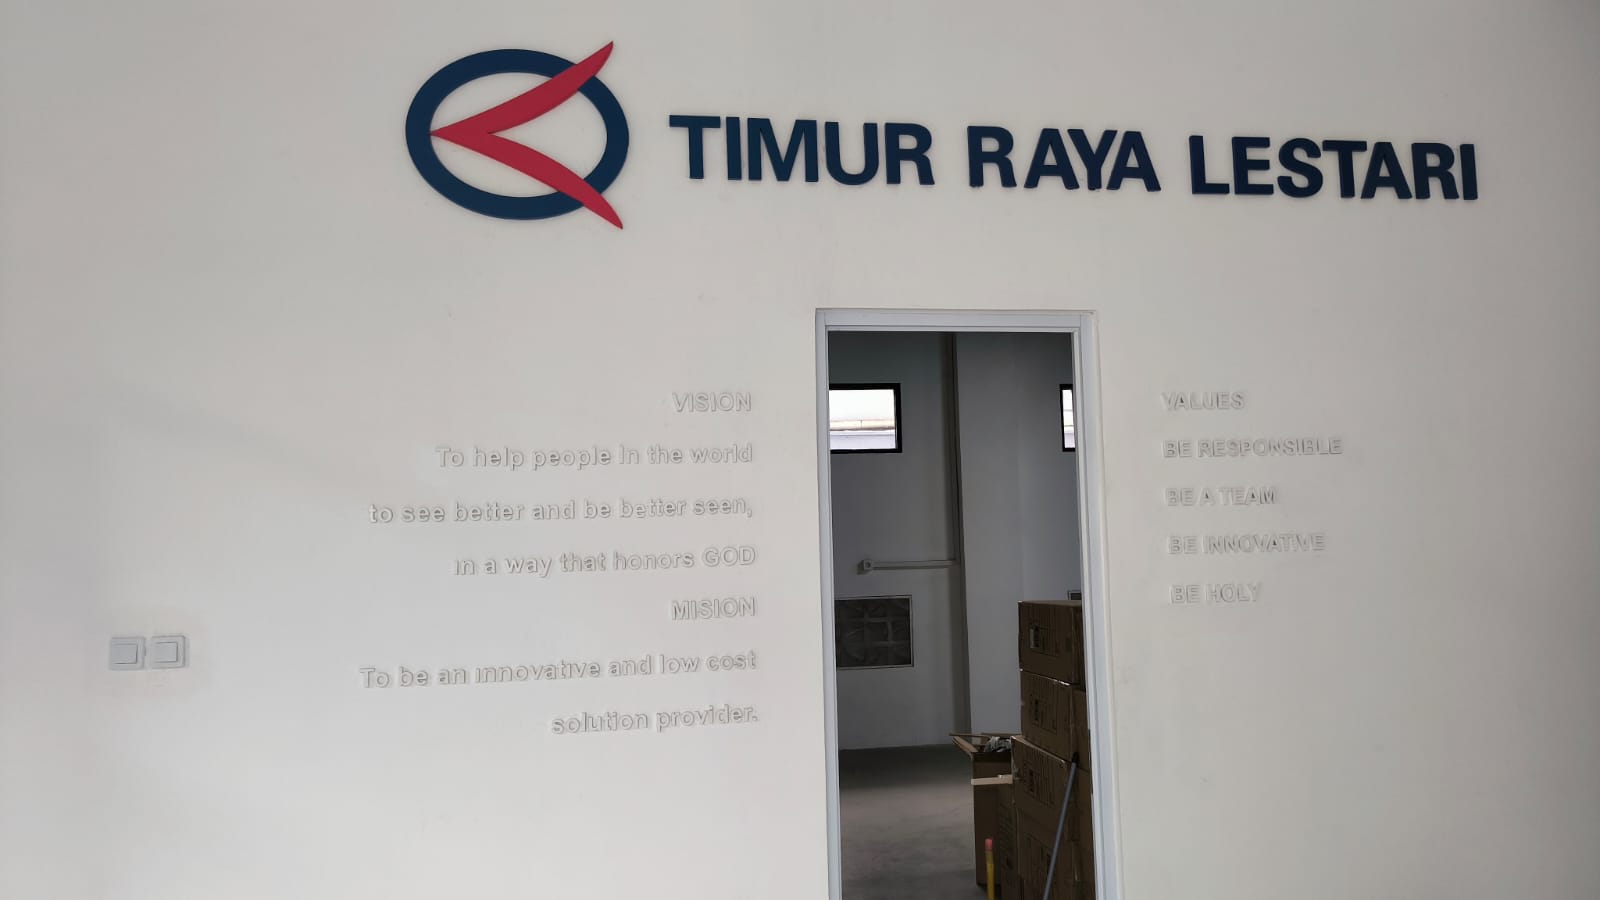 TIMUR RAYA LESTARI
VISION
To help people in the world
to see better and be better seen,
in a way that honors GOD
MISION
To be an innovative and low cost
solution provider.
VALUES
BE RESPONSIBLE
BE A TEAM
BE INNOVATIVE
BE HOLY